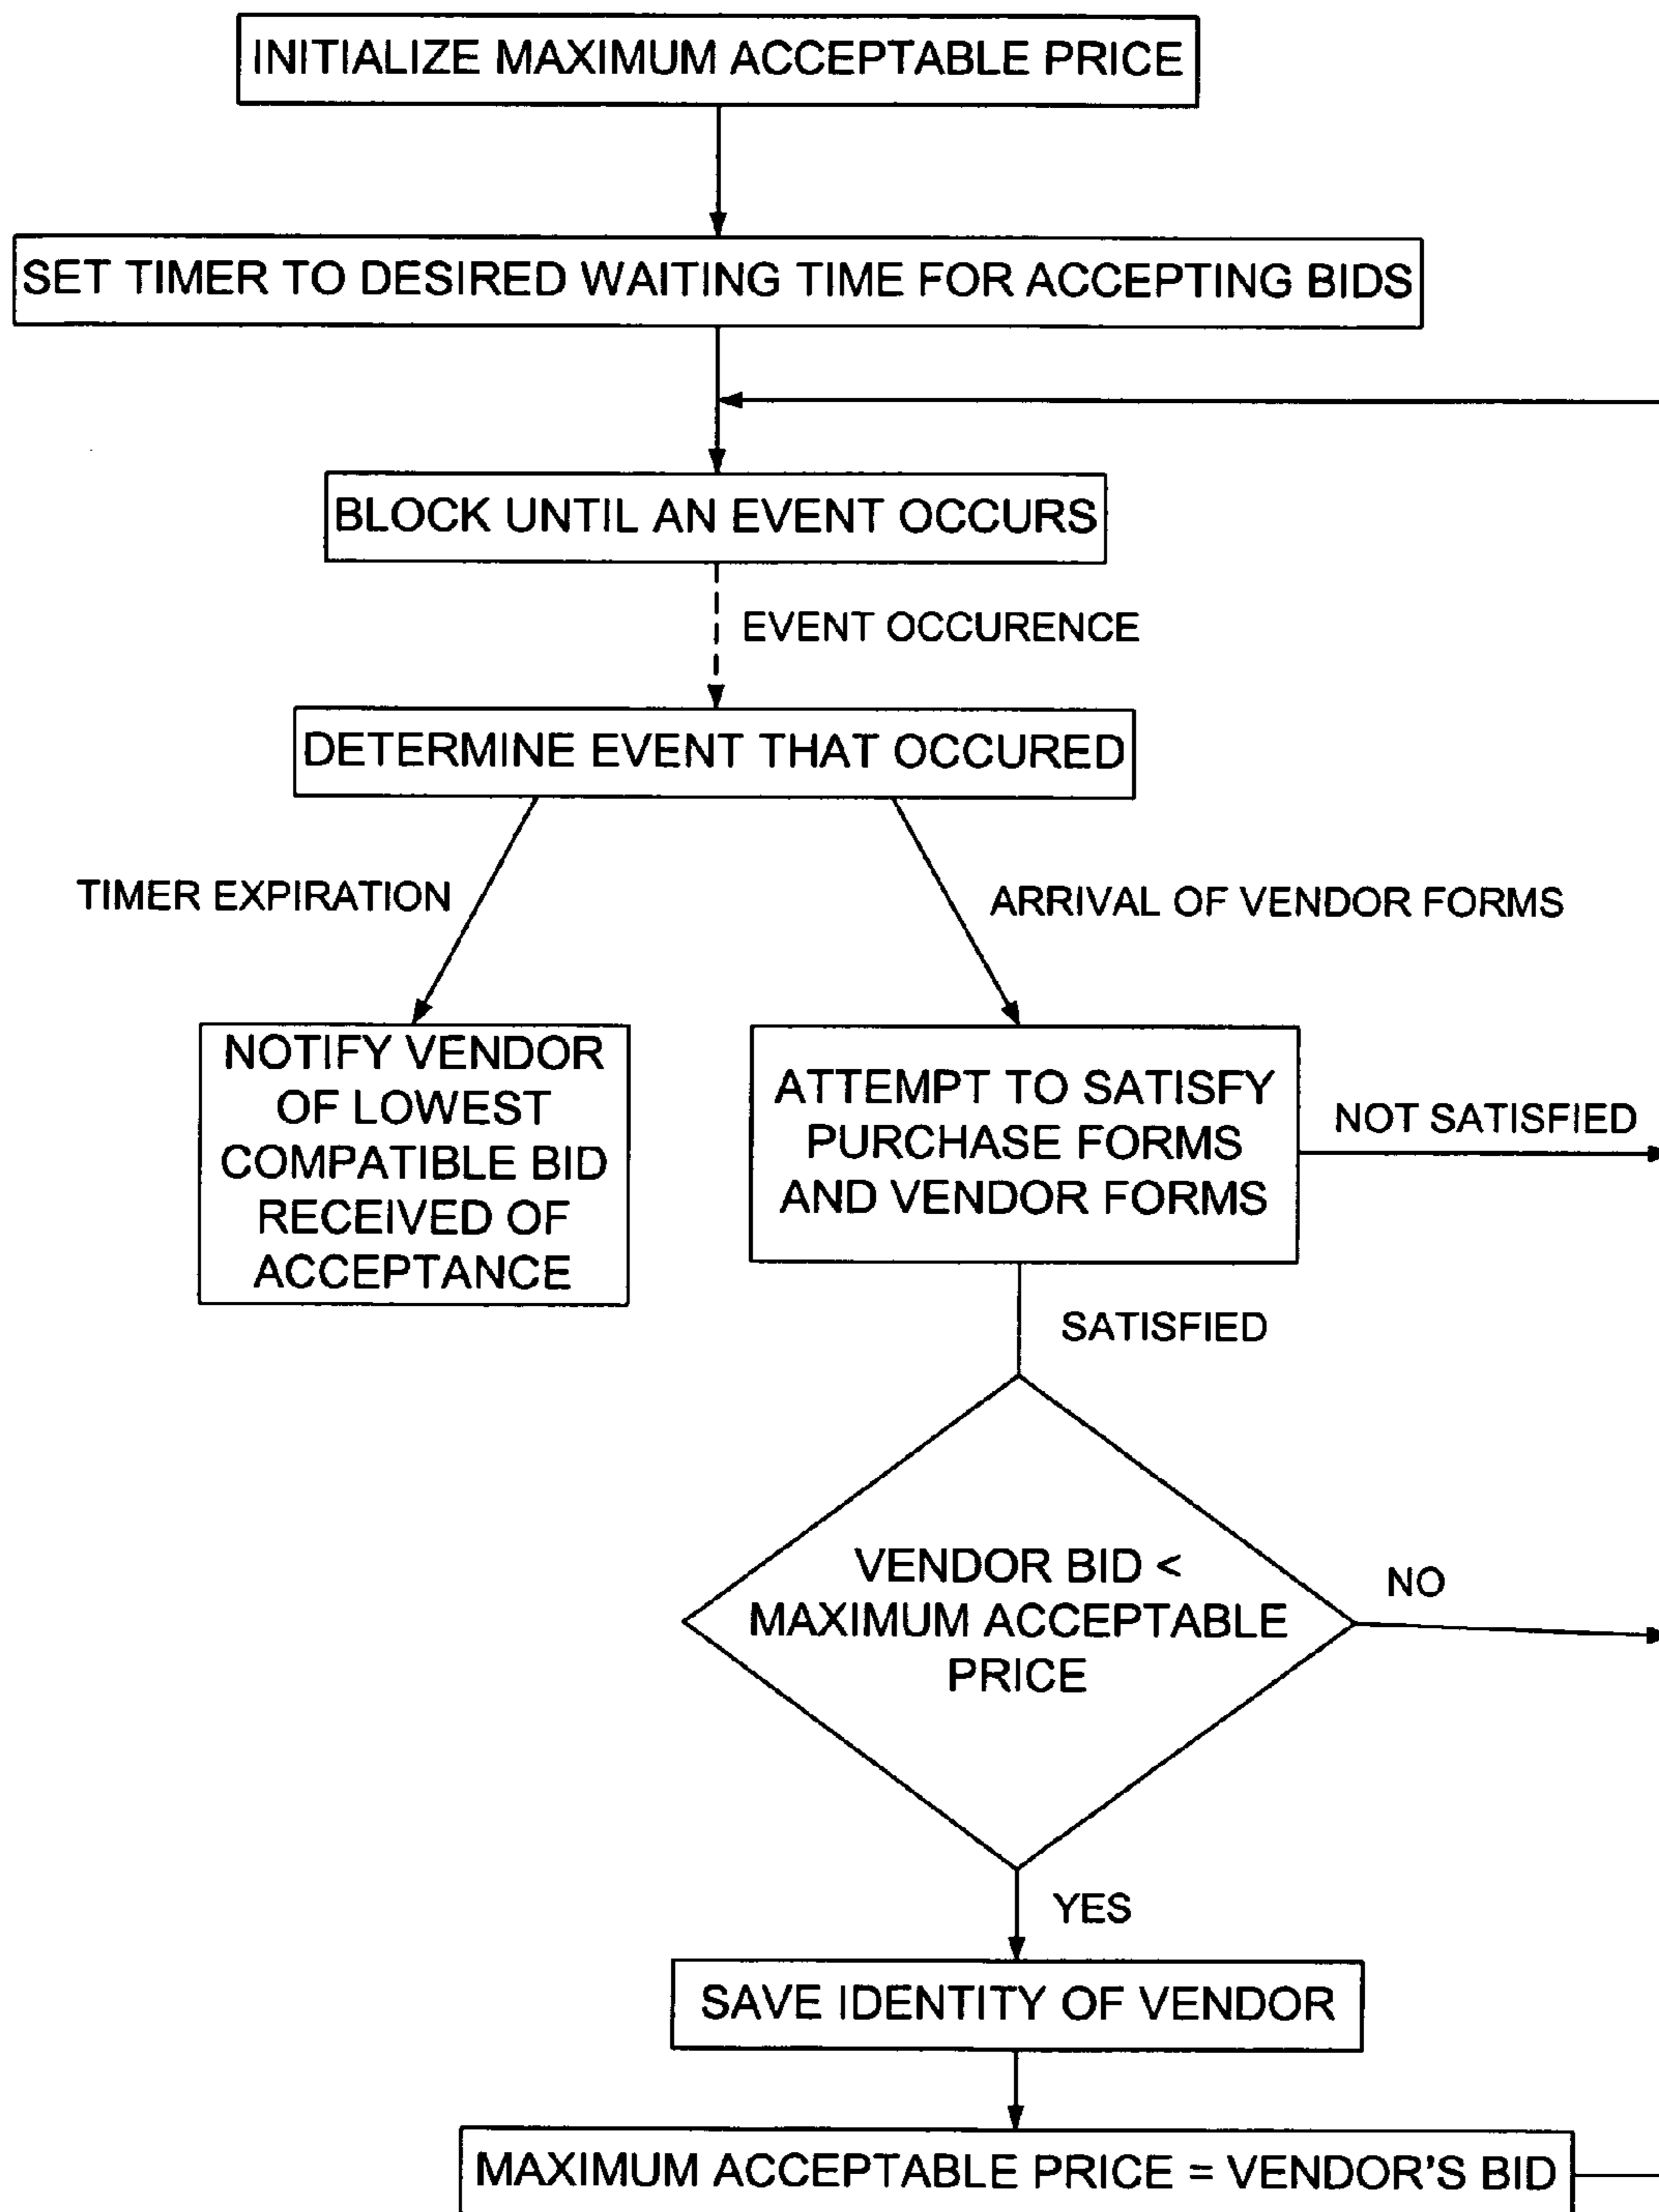 INITIALIZE MAXIMUM ACCEPTABLE PRICE
SET TIMER TO DESIRED WAITING TIME FOR ACCEPTING BIDS
BLOCK UNTIL AN EVENT OCCURS
EVENT OCCURENCE
DETERMINE EVENT THAT OCCURED
TIMER EXPIRATION
ARRIVAL OF VENDOR FORMS
NOTIFY VENDOR
OF LOWEST
COMPATIBLE BID
RECEIVED OF
ACCEPTANCE
ATTEMPT TO SATISFY
PURCHASE FORMS
AND VENDOR FORMS
NOT SATISFIED
SATISFIED
VENDOR BID <
MAXIMUM ACCEPTABLE
PRICE
NO
YES
SAVE IDENTITY OF VENDOR
MAXIMUM ACCEPTABLE PRICE = VENDOR'S BID